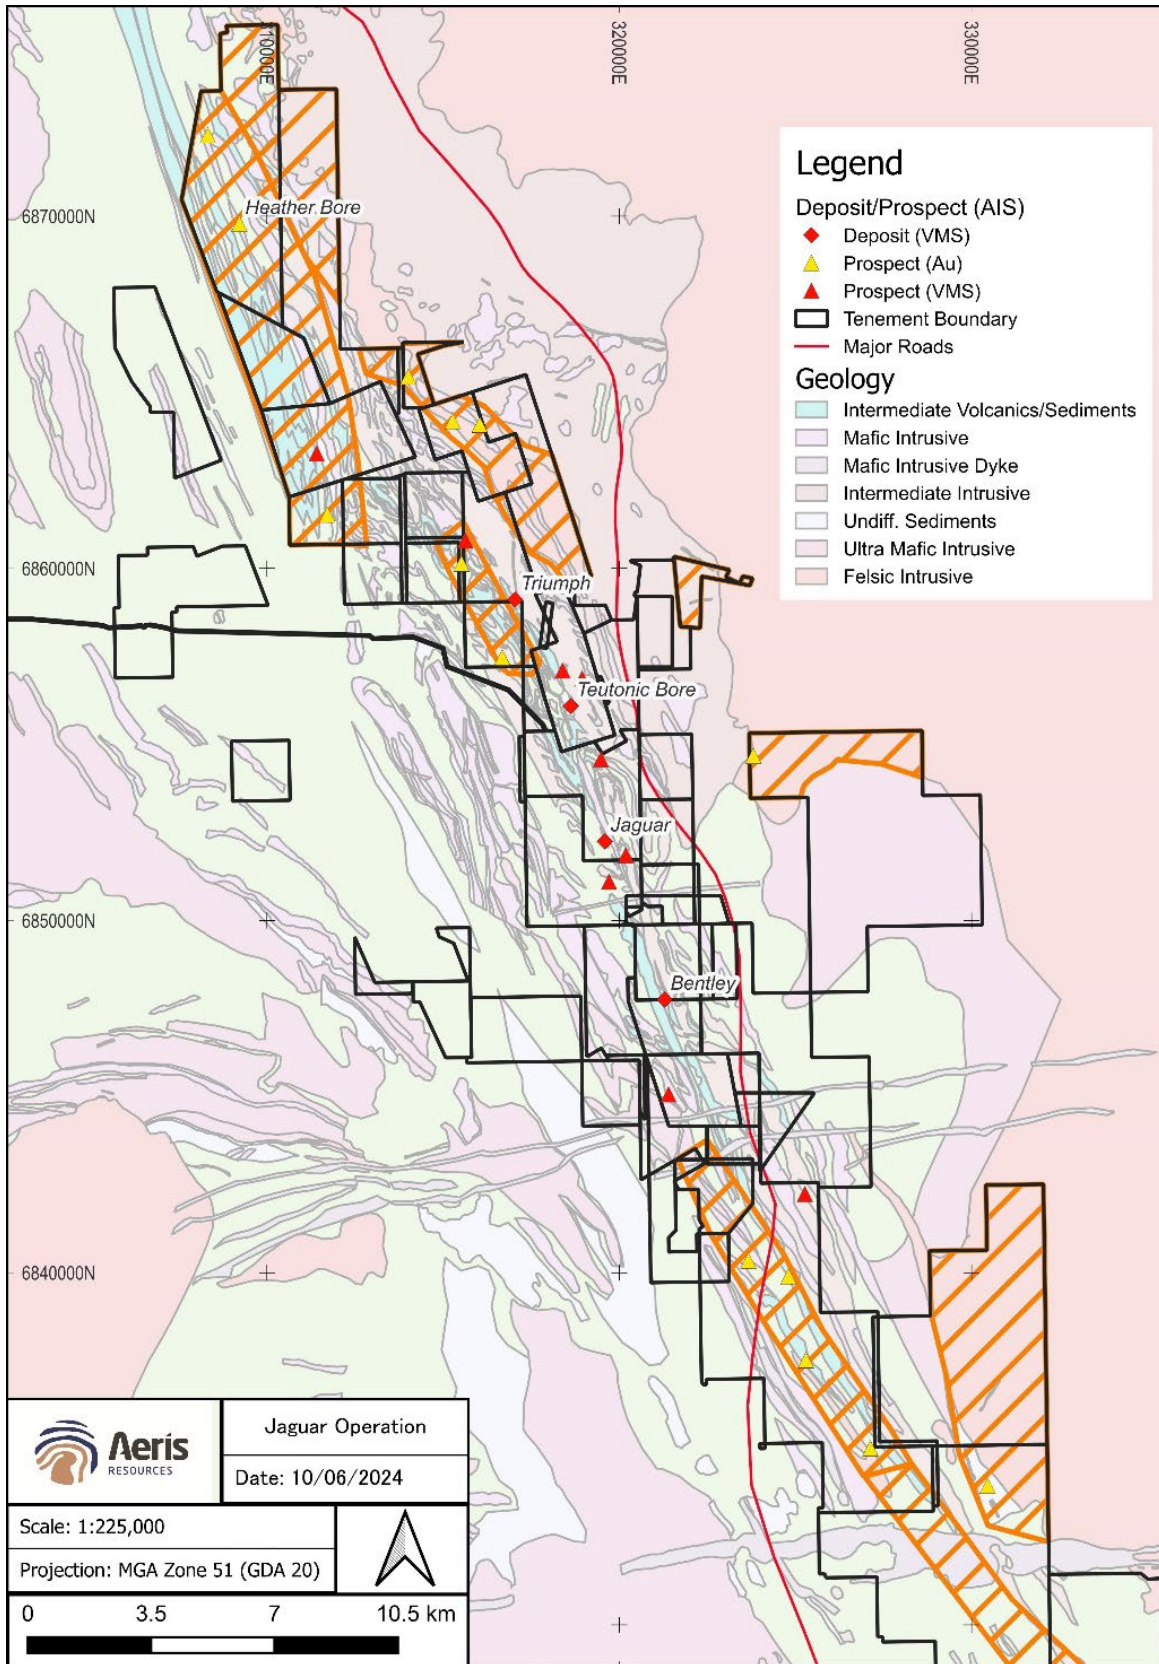 310000E
320000E
330000E
6870000N
6860000N
6850000N
6840000N
Heather Bore
Triumph
Teutonic Bore
Jaguar
Bentley
Legend
Deposit/Prospect (AIS)
Deposit (VMS)
Prospect (Au)
Prospect (VMS)
Tenement Boundary
Major Roads
Geology
Intermediate Volcanics/Sediments
Mafic Intrusive
Mafic Intrusive Dyke
Intermediate Intrusive
Undiff. Sediments
Ultra Mafic Intrusive
Felsic Intrusive
Aeris
RESOURCES
Jaguar Operation
Date: 10/06/2024
Scale: 1:225,000
Projection: MGA Zone 51 (GDA 20)
0 3.5 7 10.5 km